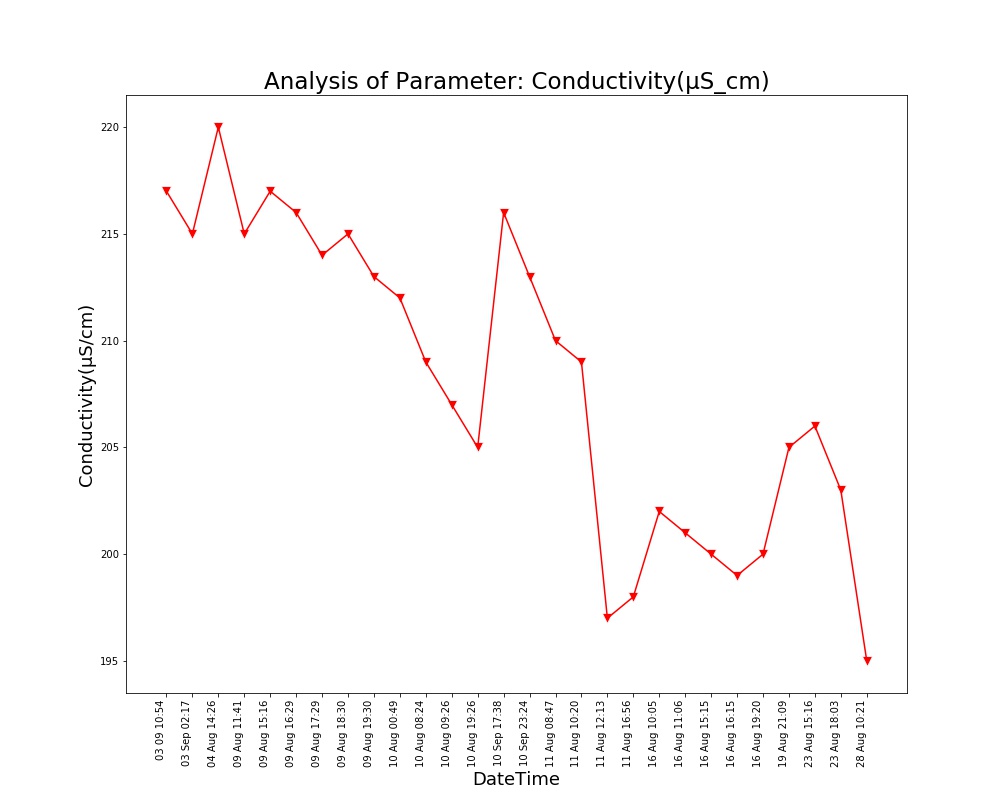 Analysis of Parameter: Conductivity(μS_cm)
220
215
210
205
200
195
Conductivity(μS/cm)
03 09 10:54
03 Sep 02:17
04 Aug 14:26
09 Aug 11:41
09 Aug 15:16
09 Aug 16:29
09 Aug 17:29
09 Aug 18:30
09 Aug 19:30
10 Aug 00:49
10 Aug 08:24
10 Aug 09:26
10 Aug 19:26
10 Sep 17:38
10 Sep 23:24
11 Aug 08:47
11 Aug 10:20
11 Aug 12:13
11 Aug 16:56
16 Aug 10:05
16 Aug 11:06
16 Aug 15:15
16 Aug 16:15
16 Aug 19:20
19 Aug 21:09
23 Aug 15:16
23 Aug 18:03
28 Aug 10:21
DateTime